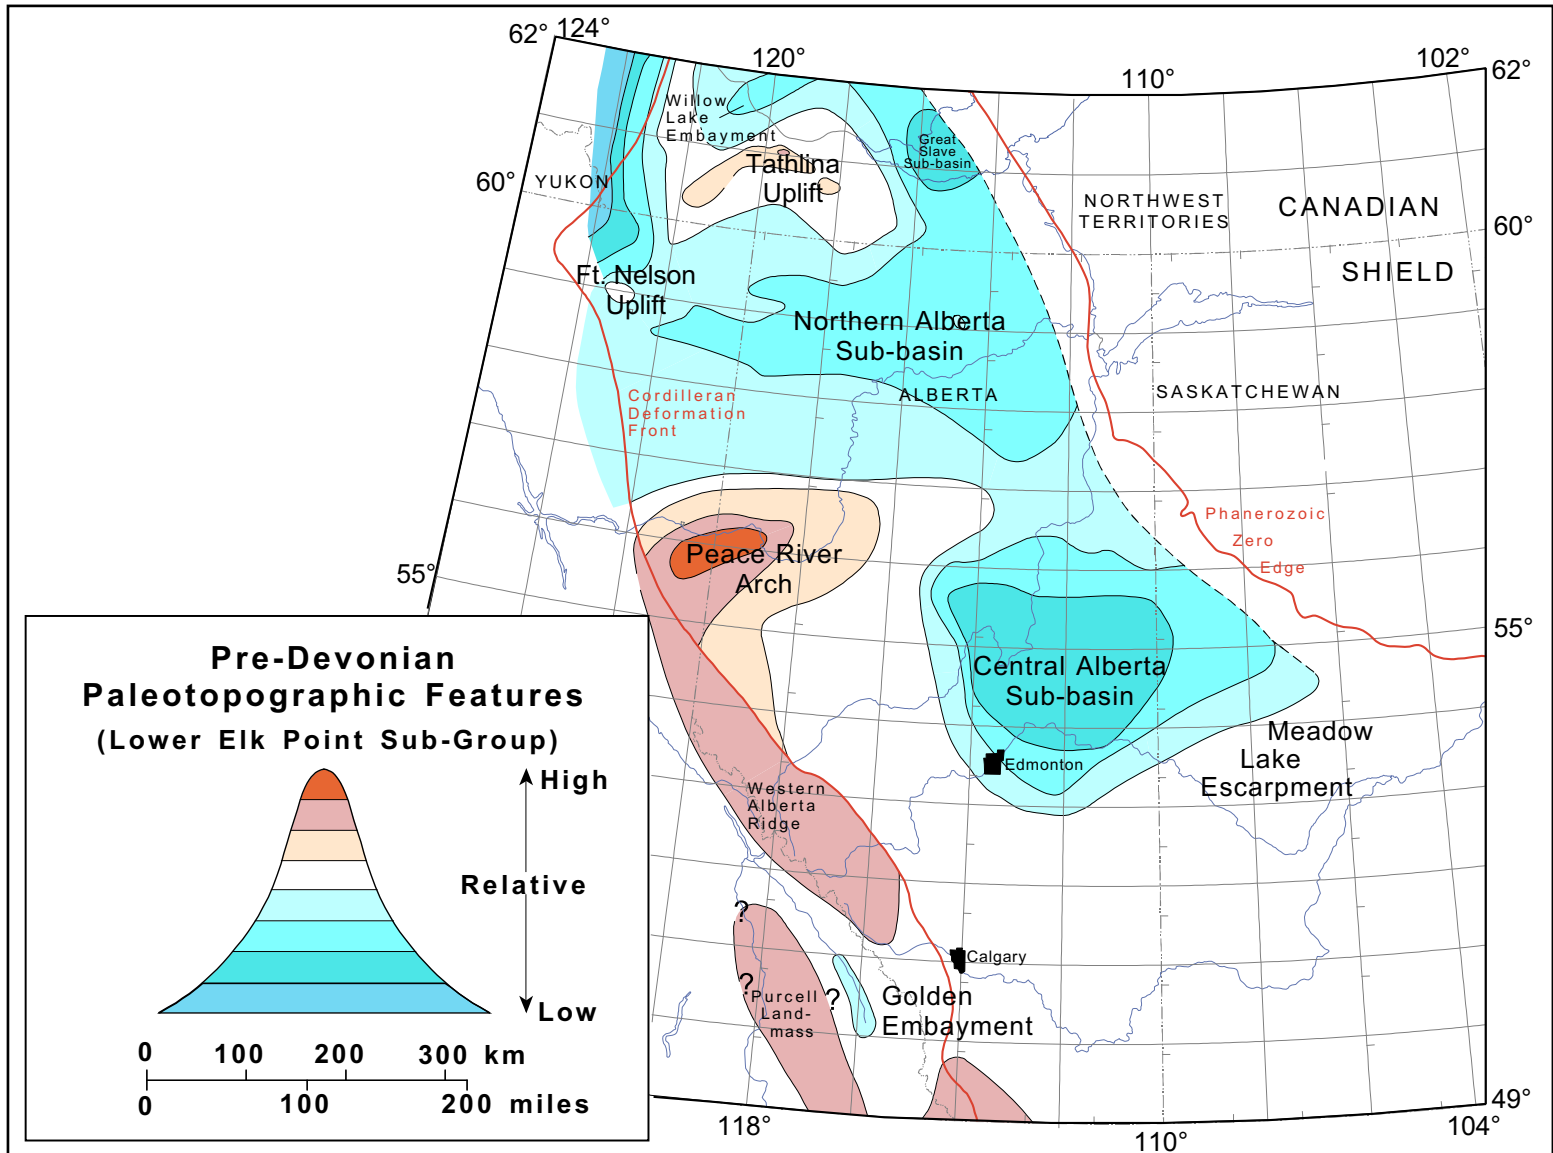 62° 124°
120°
102°
62°
110°
Willow
Lake
Embayment
Great
Slave
Sub-basin
Tathlina
Uplift
60°
YUKON
NORTHWEST
TERRITORIES
CANADIAN
SHIELD
60°
Ft. Nelson
Uplift
Northern Alberta
Sub-basin
ALBERTA
SASKATCHEWAN
Cordilleran
Deformation
Front
Phanerozoic
Zero
Edge
Peace River
Arch
55°
55°
Central Alberta
Sub-basin
Meadow
Lake
Escarpment
Edmonton
Western
Alberta
Ridge
?
?
?
Calgary
Purcell
Land-
mass
Golden
Embayment
49°
118°
110°
104°
Pre-Devonian
Paleotopographic Features
(Lower Elk Point Sub-Group)
High
Relative
Low
0 100 200 300 km
0 100 200 miles